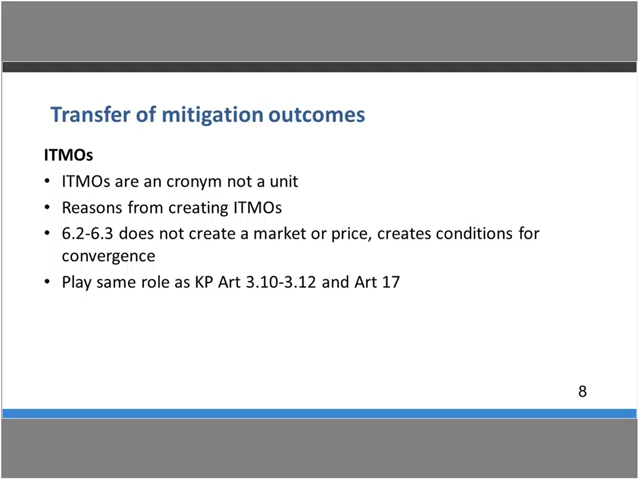 Transfer of mitigation outcomes
ITMOs
• ITMOs are an cronym not a unit
• Reasons from creating ITMOs
• 6.2-6.3 does not create a market or price, creates conditions for
convergence
• Play same role as KP Art 3.10-3.12 and Art 17
8